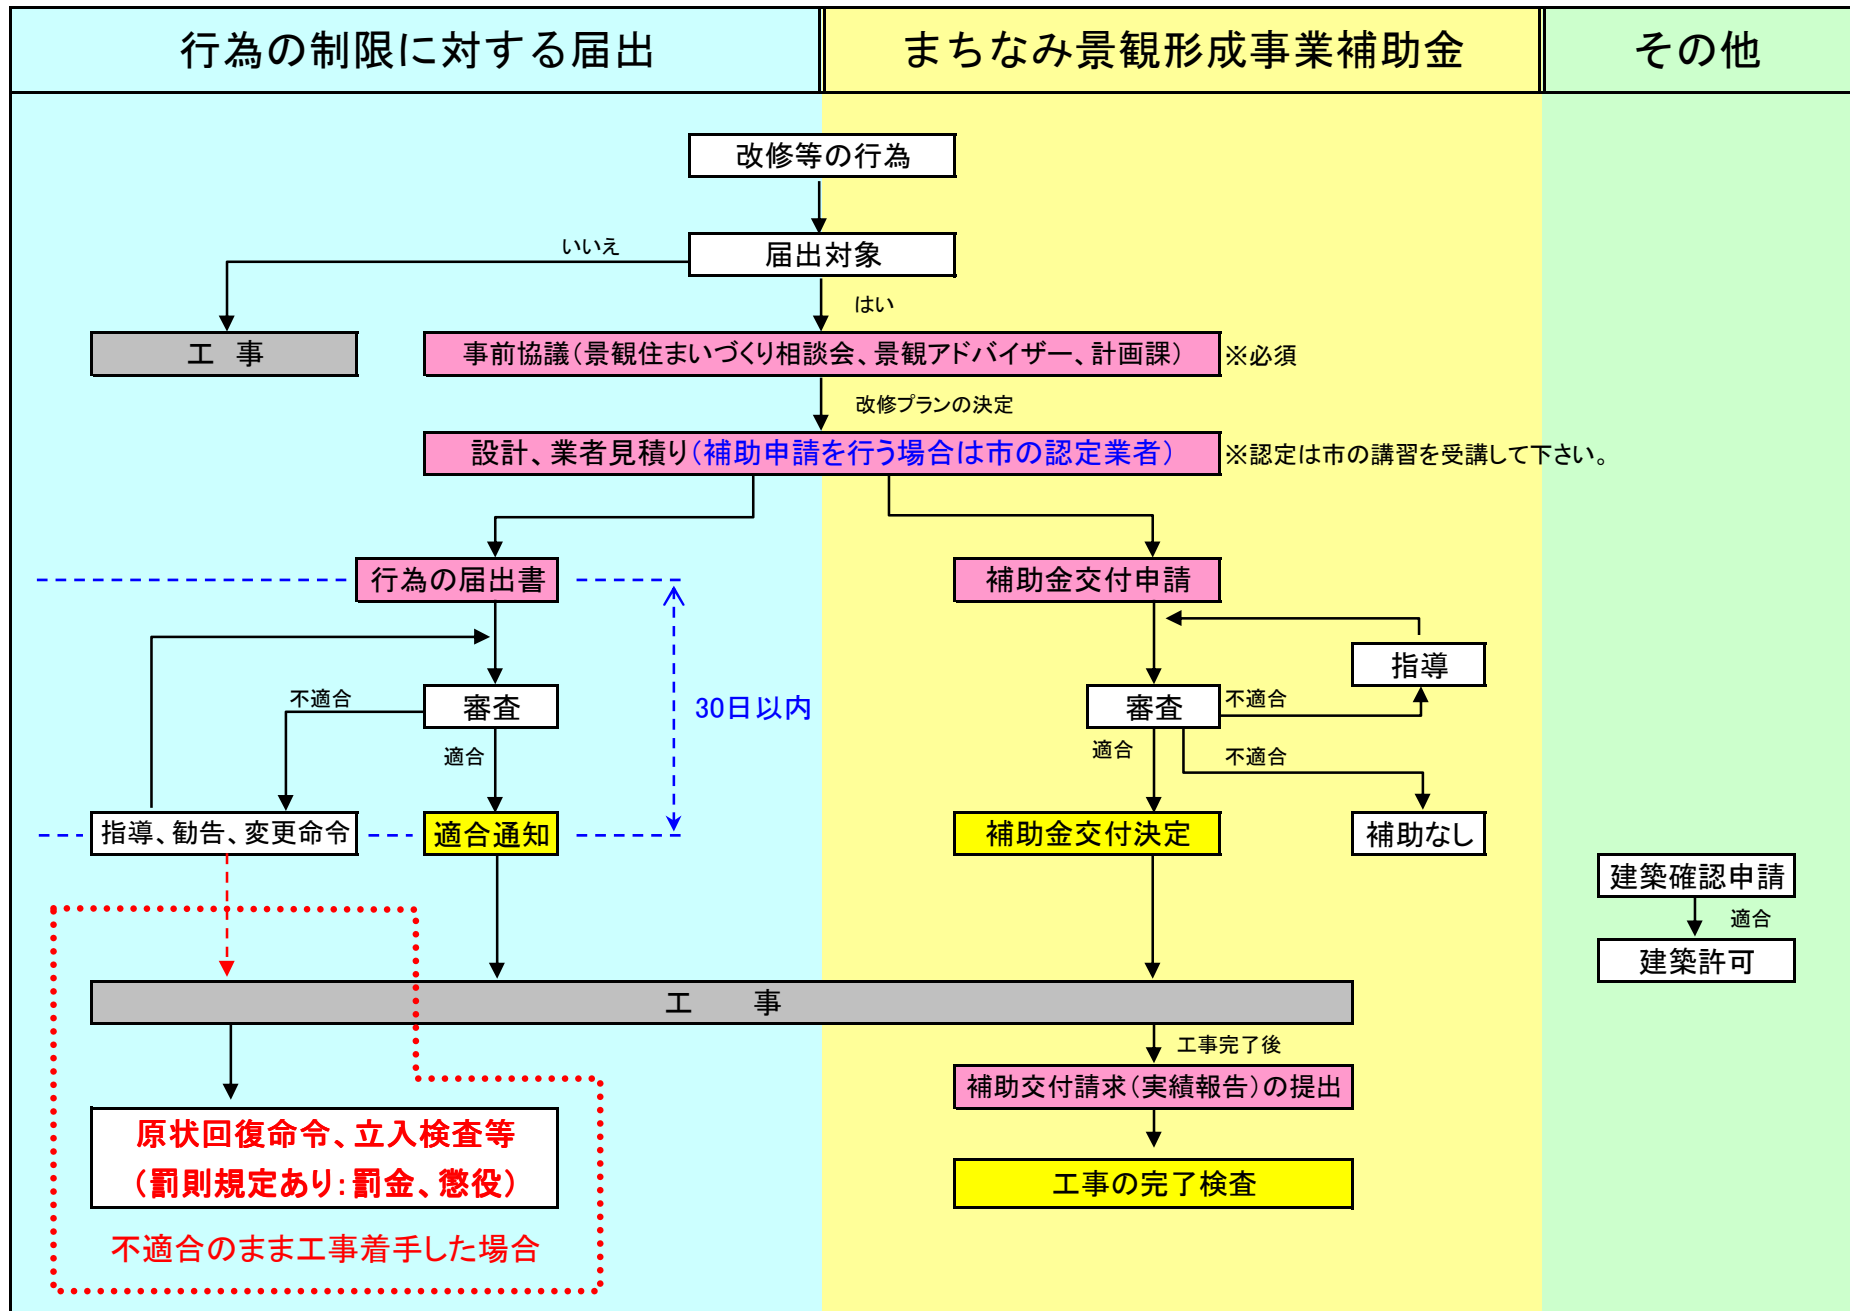 行為の制限に対する届出
まちなみ景観形成事業補助金
その他
改修等の行為
いいえ
届出対象
はい
工　事
事前協議（景観住まいづくり相談会、景観アドバイザー、計画課）
※必須
改修プランの決定
設計、業者見積り（補助申請を行う場合は市の認定業者）
※認定は市の講習を受講して下さい。
行為の届出書
補助金交付申請
指導
不適合
審査
30日以内
審査
不適合
適合
適合
不適合
指導、勧告、変更命令
適合通知
補助金交付決定
補助なし
建築確認申請
適合
建築許可
工　　事
工事完了後
補助交付請求（実績報告）の提出
原状回復命令、立入検査等
（罰則規定あり：罰金、懲役）
工事の完了検査
不適合のまま工事着手した場合